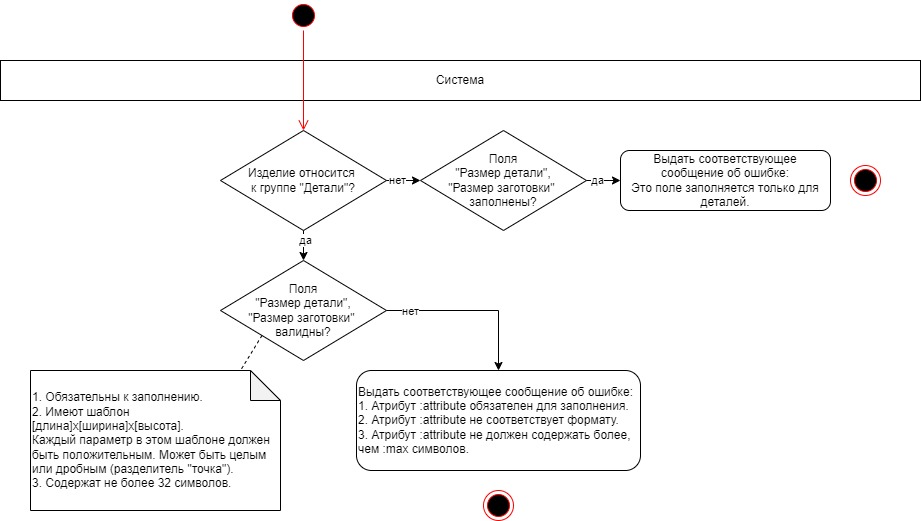 Система
Изделие относится
к группе "Детали"?
нет
Поля
"Размер детали",
"Размер заготовки"
заполнены?
да
Выдать соответствующее
сообщение об ошибке:
Это поле заполняется только для
деталей.
да
Поля
"Размер детали",
"Размер заготовки"
валидны?
нет
1. Обязательны к заполнению.
2. Имеют шаблон
[длина]x[ширина]x[высота].
Каждый параметр в этом шаблоне должен
быть положительным. Может быть целым
или дробным (разделитель "точка").
3. Содержат не более 32 символов.
Выдать соответствующее сообщение об ошибке:
1. Атрибут :attribute обязателен для заполнения.
2. Атрибут :attribute не соответствует формату.
3. Атрибут :attribute не должен содержать более,
чем :max символов.